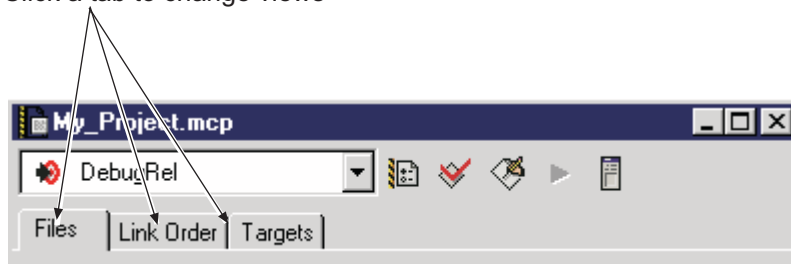 Click a tab to change views
My_Project.mcp
DebugRel
Files Link Order Targets